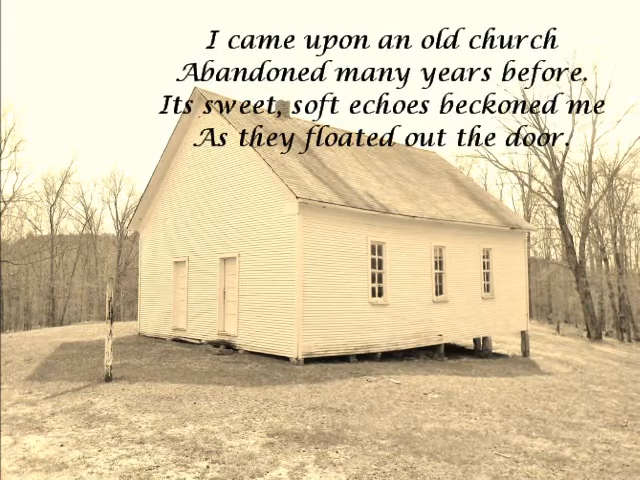 I came upon an old church
Abandoned many years before.
Its sweet, soft echoes beckoned me
As they floated out the door.